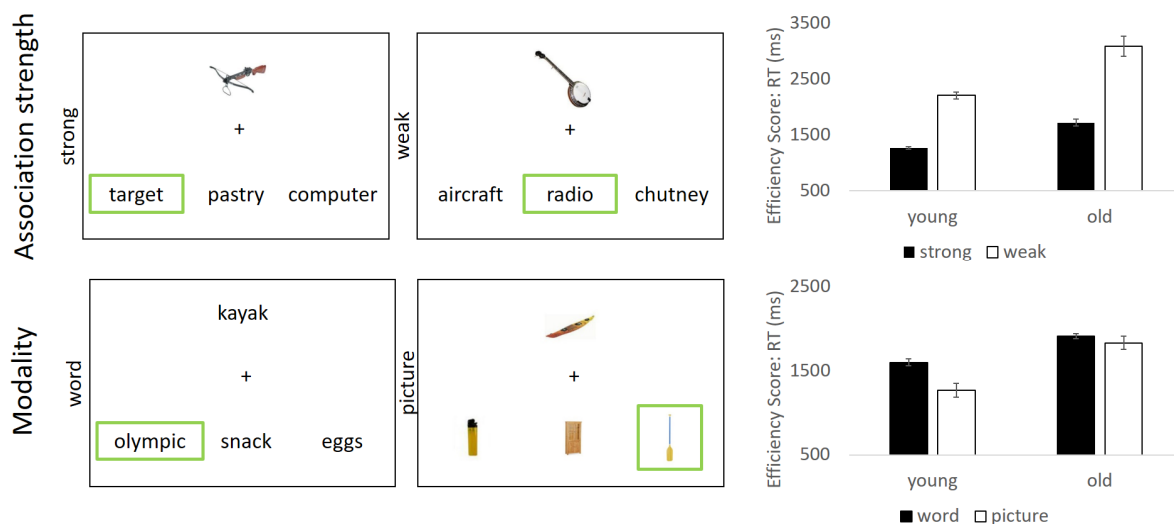 Association strength
strong
+
target pastry computer
weak
+
aircraft radio chutney
Efficiency Score: RT (ms)
3500
2500
1500
500
young old
strong weak
Modality
word
kayak
+
olympic snack eggs
picture
+
Efficiency Score: RT (ms)
2500
1500
500
young old
word picture